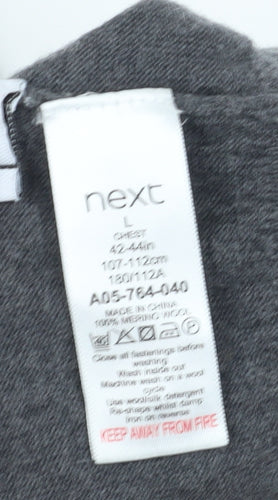 next
L
CHEST
42-44in
107-112cm
180/112A
A05-764-040
MADE IN CHINA
100% MERINO WOOL
40
Close all fastenings before
washing
Wash inside out
Machine wash on a wool
cycle
Use woolsilk detergent
Re-shape whilst damp
Iron on reverse
KEEP AWAY FROM FIRE